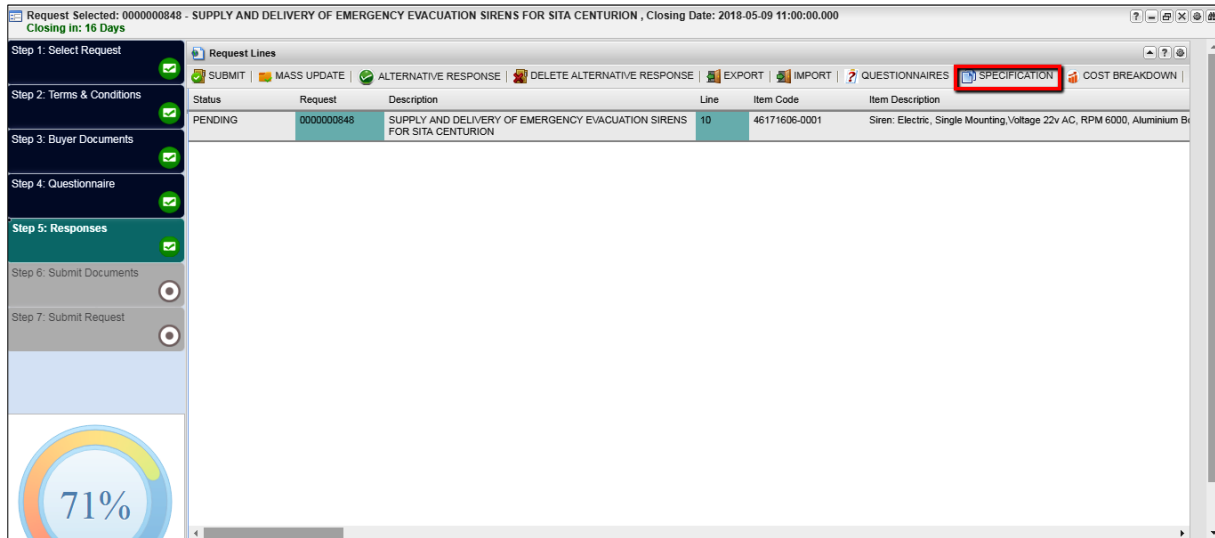 Request Selected: 0000000848 - SUPPLY AND DELIVERY OF EMERGENCY EVACUATION SIRENS FOR SITA CENTURION , Closing Date: 2018-05-09 11:00:00.000
Closing in: 16 Days
Step 1: Select Request
Step 2: Terms & Conditions
Step 3: Buyer Documents
Step 4: Questionnaire
Step 5: Responses
Step 6: Submit Documents
Step 7: Submit Request
71%
Request Lines
SUBMIT | MASS UPDATE | ALTERNATIVE RESPONSE | DELETE ALTERNATIVE RESPONSE | EXPORT | IMPORT | QUESTIONNAIRES SPECIFICATION COST BREAKDOWN |
Status Request Description Line Item Code Item Description
PENDING 0000000848 SUPPLY AND DELIVERY OF EMERGENCY EVACUATION SIRENS 10 46171606-0001 Siren: Electric, Single Mounting,Voltage 22v AC, RPM 6000, Aluminium
FOR SITA CENTURION